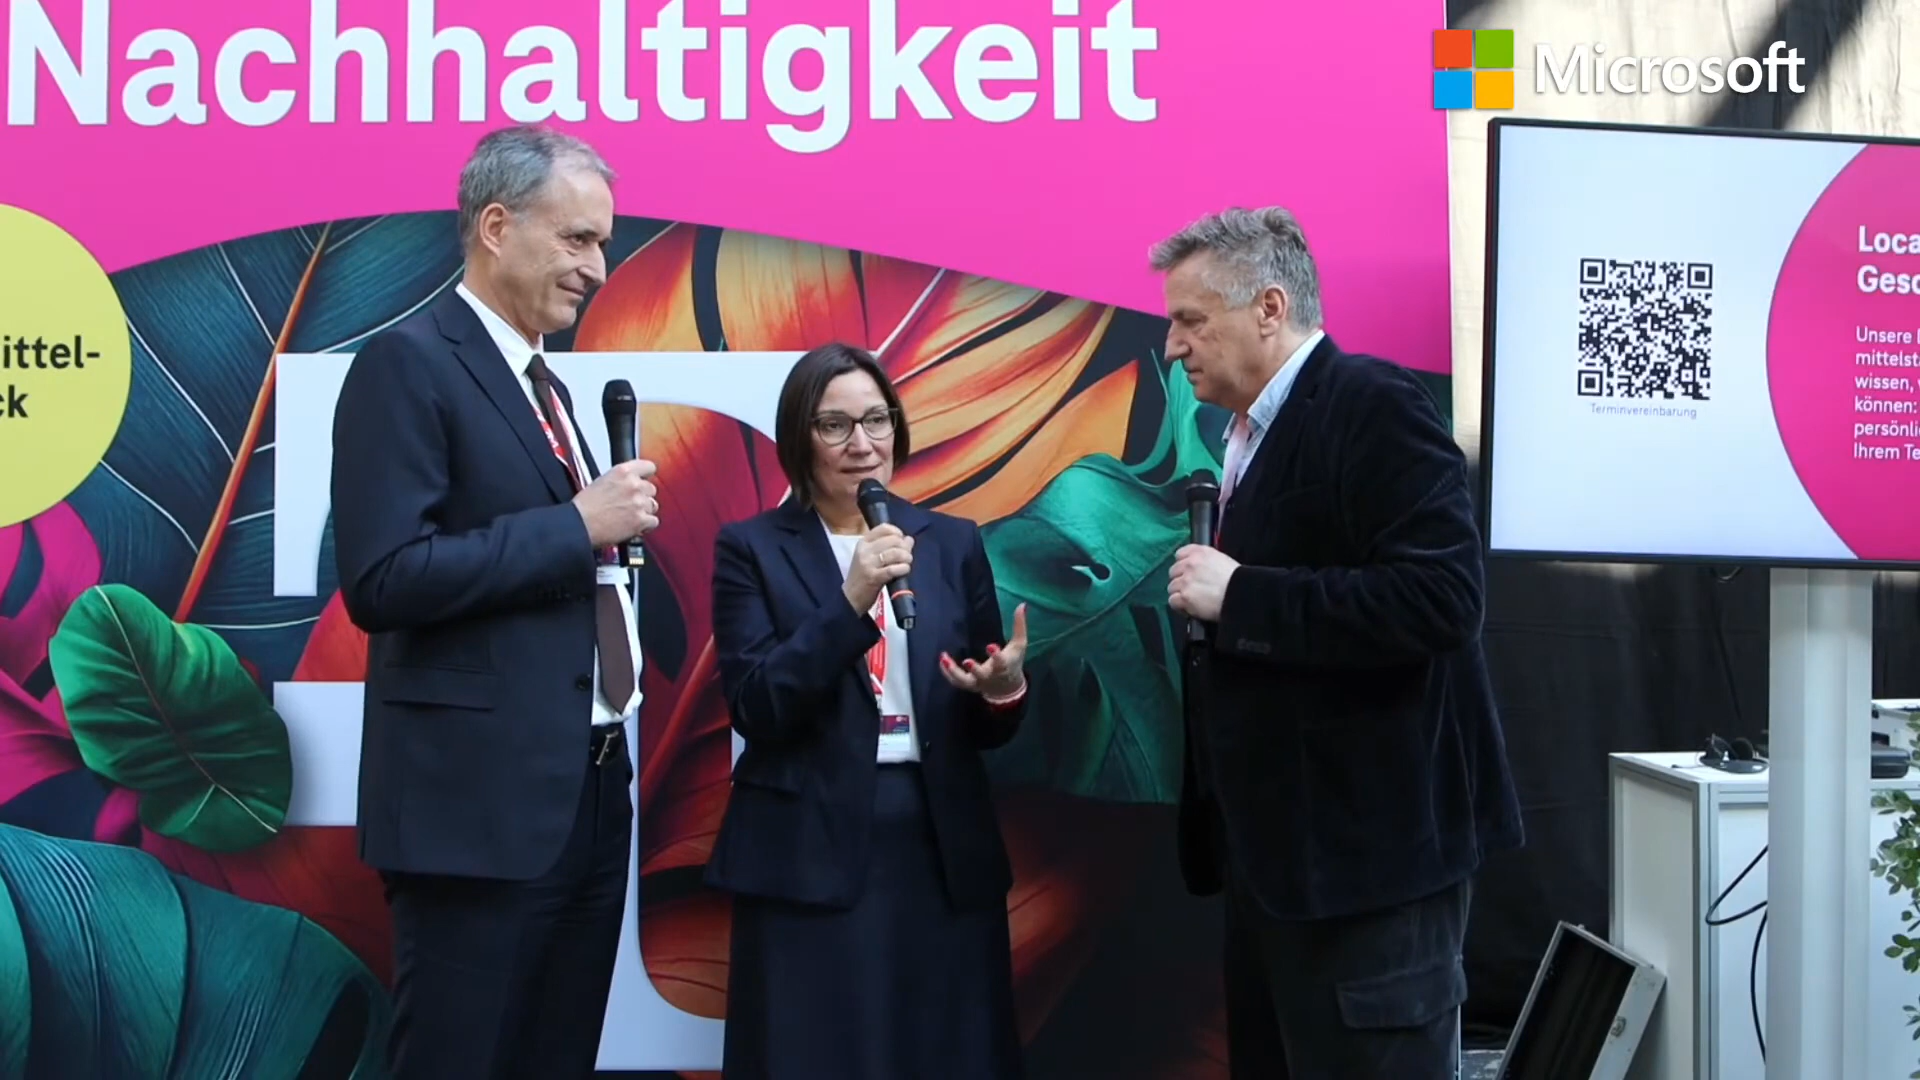 Nachhaltigkeit
Microsoft
ittel-
ck
Terminvereinbarung
Loca
Gesc
Unsere
mittelst
wissen,
können:
persönli
Ihrem Te